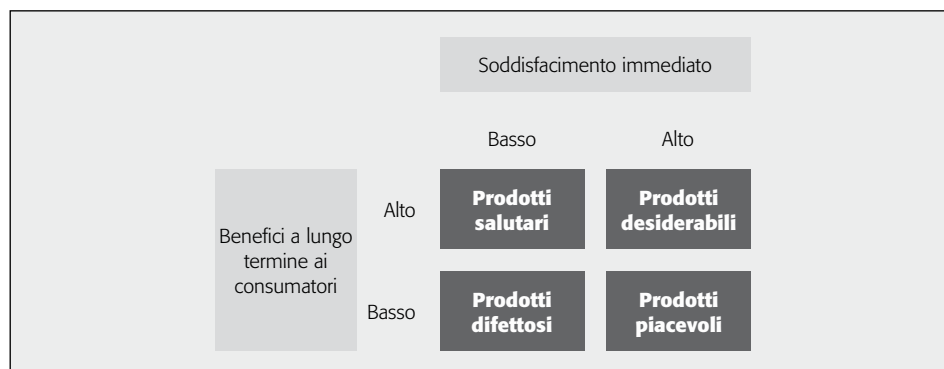 Soddisfacimento immediato
Basso
Alto
Benefici a lungo
termine ai
consumatori
Alto
Prodotti
salutari
Prodotti
desiderabili
Basso
Prodotti
difettosi
Prodotti
piacevoli